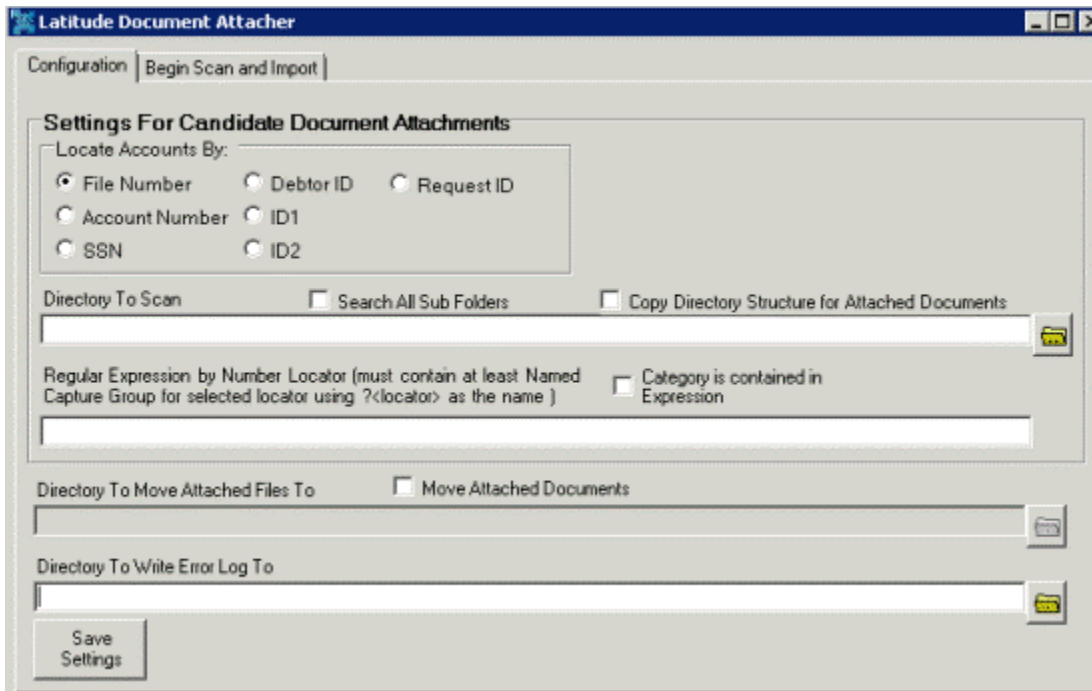 Latitude Document Attacher
Configuration Begin Scan and Import
Settings For Candidate Document Attachments
Locate Accounts By:
File Number Debtor ID Request ID
Account Number ID1
SSN ID2
Directory To Scan Search All Sub Folders Copy Directory Structure for Attached Documents
Regular Expression by Number Locator (must contain at least Named Category is contained in
Capture Group for selected locator using ?<locator> as the name ) Expression
Directory To Move Attached Files To Move Attached Documents
Directory To Write Error Log To
Save
Settings